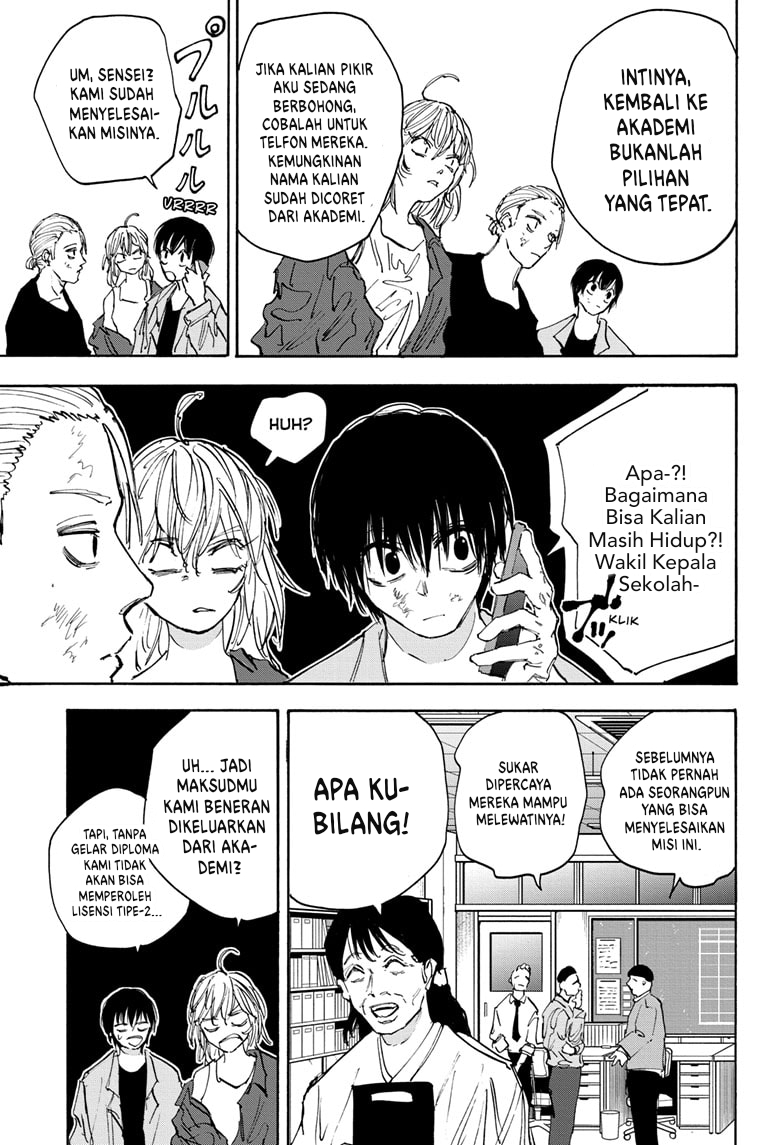 INTINYA,
KEMBALI KE
AKADEMI
BUKANLAH
PILIHAN
YANG TEPAT.
JIKA KALIAN PIKIR
AKU SEDANG
BERBOHONG,
COBALAH UNTUK
TELFON MEREKA.
KEMUNGKINAN
NAMA KALIAN
SUDAH DICORET
DARI AKADEMI.
プルルル
URRRR
UM, SENSEI?
KAMI SUDAH
MENYELESAI-
KAN MISINYA.
Apa-?!
Bagaimana
Bisa Kalian
Masih Hidup?!
Wakil Kepala
Sekolah-
ブッ
KLIK
HUH?
SEBELUMNYA
TIDAK PERNAH
ADA SEORANGPUN
YANG BISA
MENYELESAIKAN
MISI INI.
SUKAR
DIPERCAYA
MEREKA MAMPU
MELEWATINYA!
APA KU-
BILANG!
UH... JADI
MAKSUDMU
KAMI BENERAN
DIKELUARKAN
DARI AKA-
DEMI?
TAPI, TANPA
GELAR DIPLOMA
KAMI TIDAK
AKAN BISA
MEMPEROLEH
LISENSI TIPE-2...